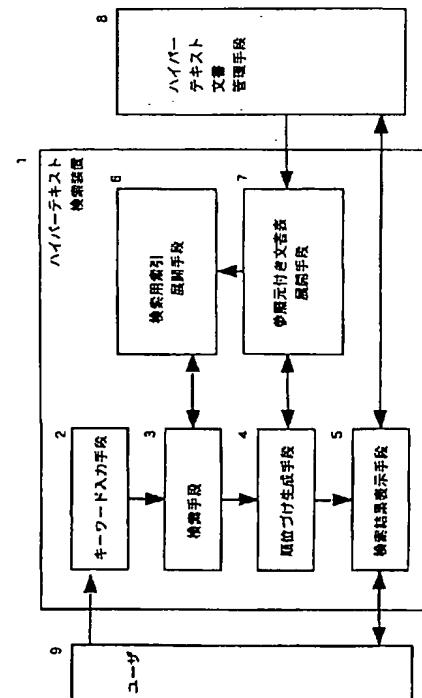 1
ハイパーテキスト
検索装置
2
キーワード入力手段
3
検索手段
4
順位づけ生成手段
5
検索結果表示手段
6
検索用索引
展開手段
7
参照元付き文書表
展開手段
8
ハイパー
テキスト
文書
管理手段
9
ユーザ